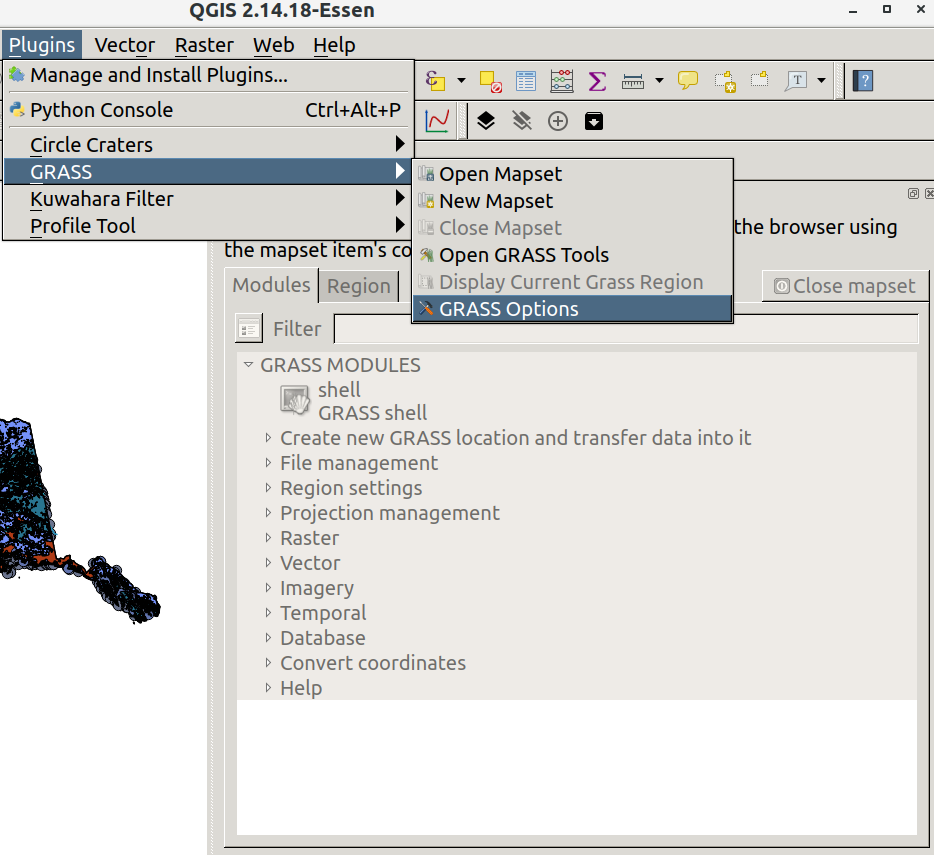 QGIS 2.14.18-Essen
Plugins Vector Raster Web Help
Manage and Install Plugins...
Python Console Ctrl+Alt+P
Circle Craters
GRASS
Kuwahara Filter
Profile Tool
Open Mapset
New Mapset
Close Mapset
Open GRASS Tools
Display Current Grass Region
GRASS Options
the browser using
the mapset item's co
Modules Region Close mapset
Filter
GRASS MODULES
shell
GRASS shell
Create new GRASS location and transfer data into it
File management
Region settings
Projection management
Raster
Vector
Imagery
Temporal
Database
Convert coordinates
Help